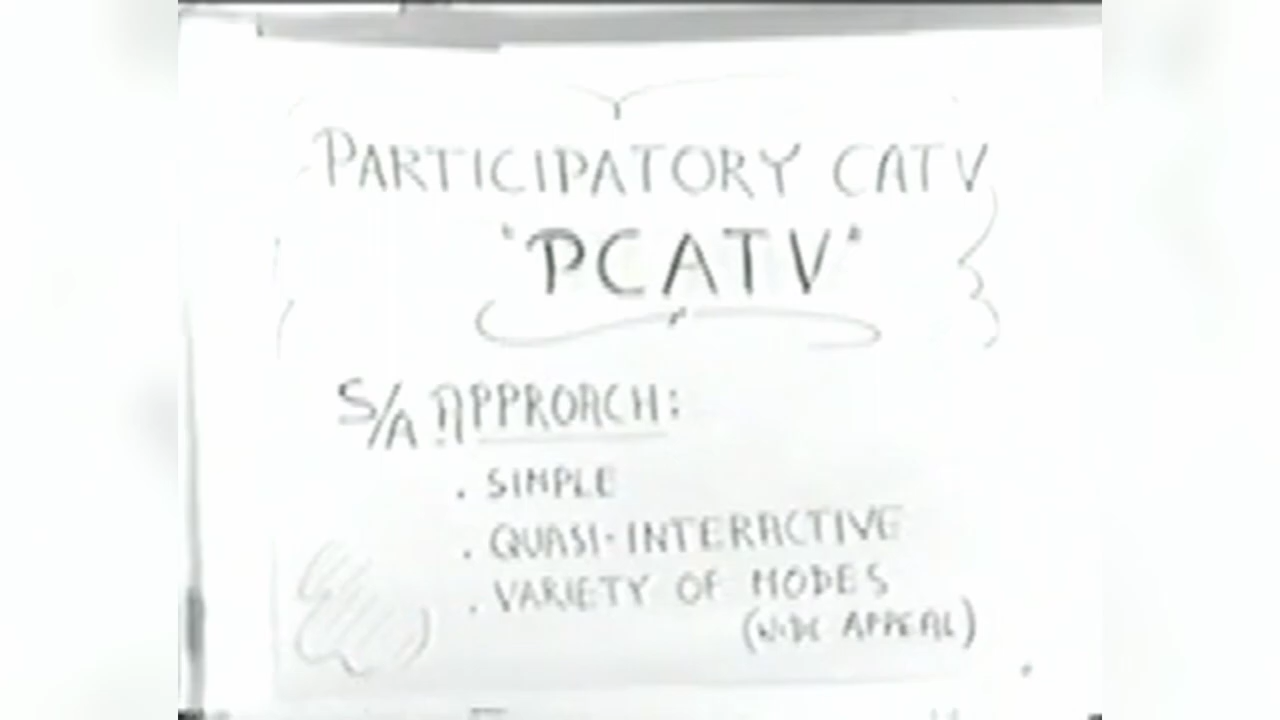 PARTICIPATORY CATV
"PCATV"
S/A APPROACH:
. SIMPLE
. QUASI-INTERACTIVE
. VARIETY OF MODES
(WIDE APPEAL)